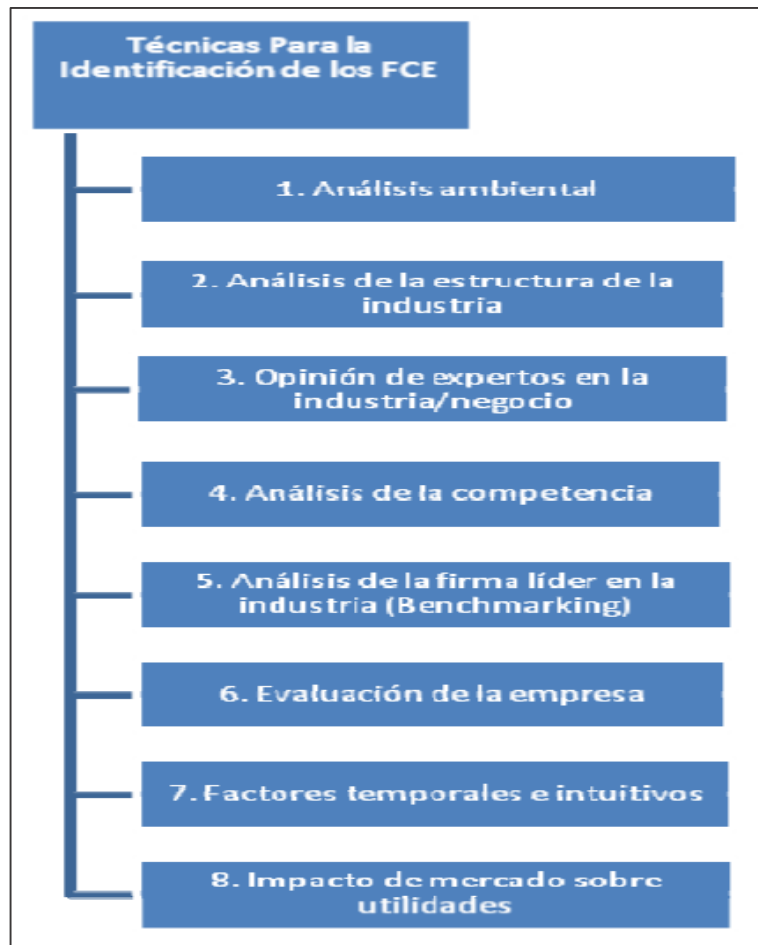 Técnicas Para la
Identificación de los FCE
1. Análisis ambiental
2. Análisis de la estructura de la
industria
3. Opinión de expertos en la
industria/negocio
4. Análisis de la competencia
5. Análisis de la firma líder en la
industria (Benchmarking)
6. Evaluación de la empresa
7. Factores temporales e intuitivos
8. Impacto de mercado sobre
utilidades